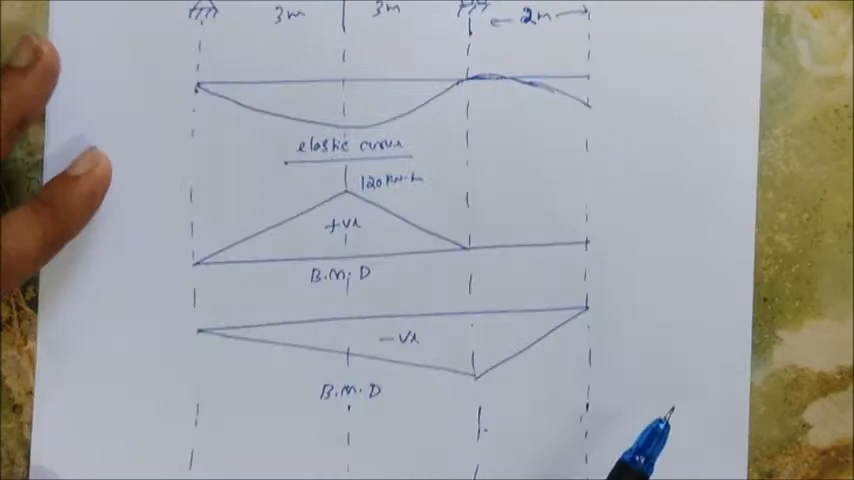 3m 3m 2m
elastic curve
120 kN-m
+ve
B.M.D
-ve
B.M.D